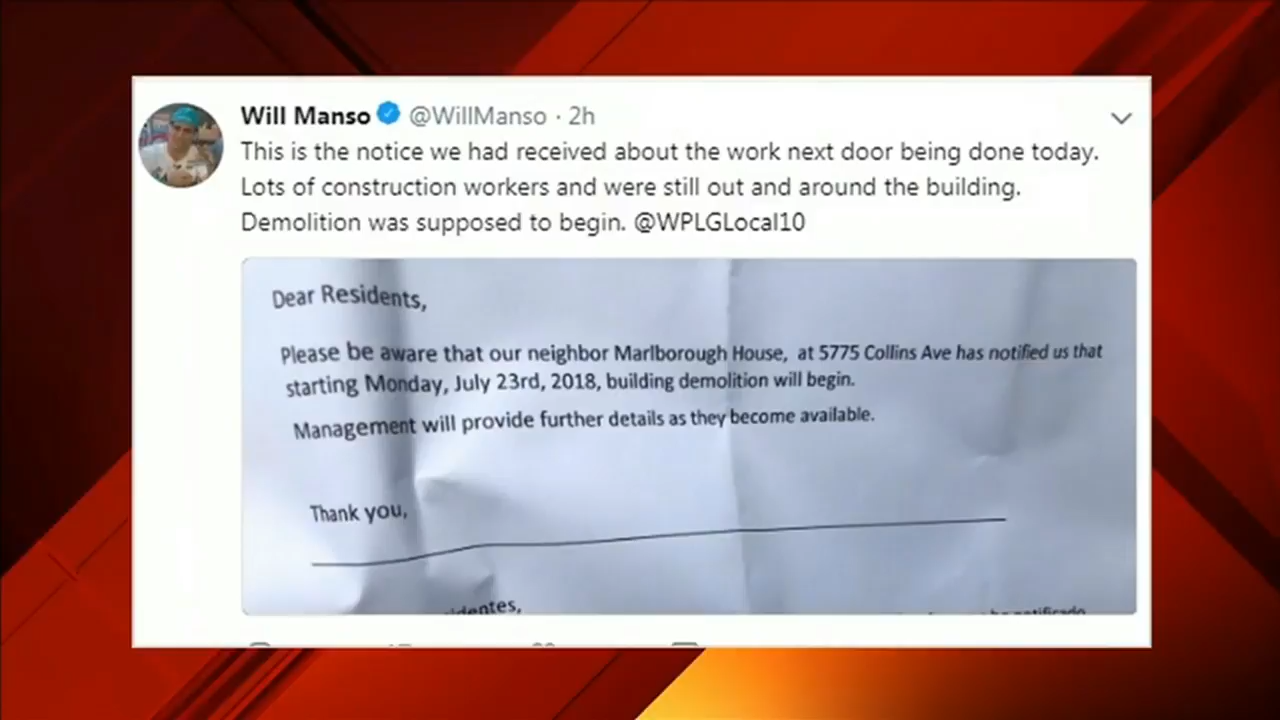 Will Manso @WillManso · 2h
This is the notice we had received about the work next door being done today.
Lots of construction workers and were still out and around the building.
Demolition was supposed to begin. @WPLGLocal10
Dear Residents,
Please be aware that our neighbor Marlborough House, at 5775 Collins Ave has notified us that
starting Monday, July 23rd, 2018, building demolition will begin.
Management will provide further details as they become available.
Thank you,